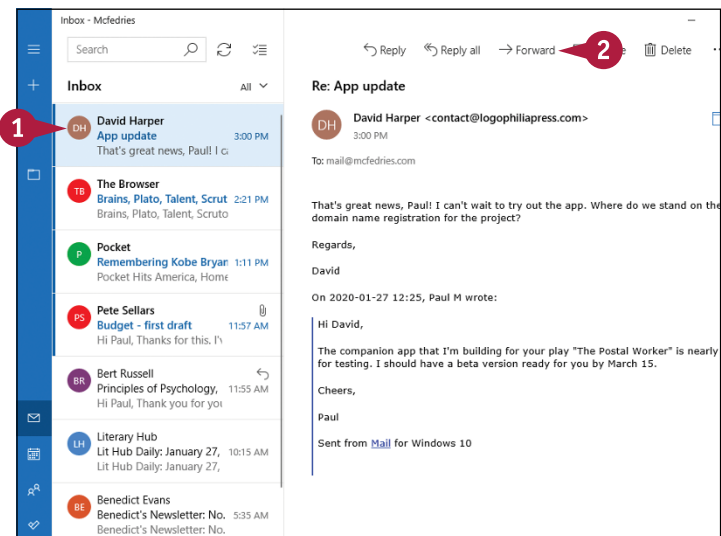 Inbox - Mcfedries
Search
Reply
Reply all
Forward
2
Delete
Inbox
All
Re: App update
1
DH
David Harper
App update 3:00 PM
That's great news, Paul! I
DH
David Harper <contact@logophiliapress.com>
3:00 PM
To: mail@mcfedries.com
TB
The Browser
Brains, Plato, Talent, Scrut 2:21 PM
Brains, Plato, Talent, Scruto
P
Pocket
Remembering Kobe Bryan 1:11 PM
Pocket Hits America, Home
PS
Pete Sellars
Budget - first draft 11:57 AM
Hi Paul, Thanks for this. I'v
BR
Bert Russell
Principles of Psychology, 11:55 AM
Hi Paul, Thank you for you
LH
Literary Hub
Lit Hub Daily: January 27, 10:15 AM
Lit Hub Daily: January 27,
BE
Benedict Evans
Benedict's Newsletter: No. 5:35 AM
Benedict's Newsletter: No.
That's great news, Paul! I can't wait to try out the app. Where do we stand on the
domain name registration for the project?
Regards,
David
On 2020-01-27 12:25, Paul M wrote:
Hi David,
The companion app that I'm building for your play "The Postal Worker" is nearly
for testing. I should have a beta version ready for you by March 15.
Cheers,
Paul
Sent from Mail for Windows 10